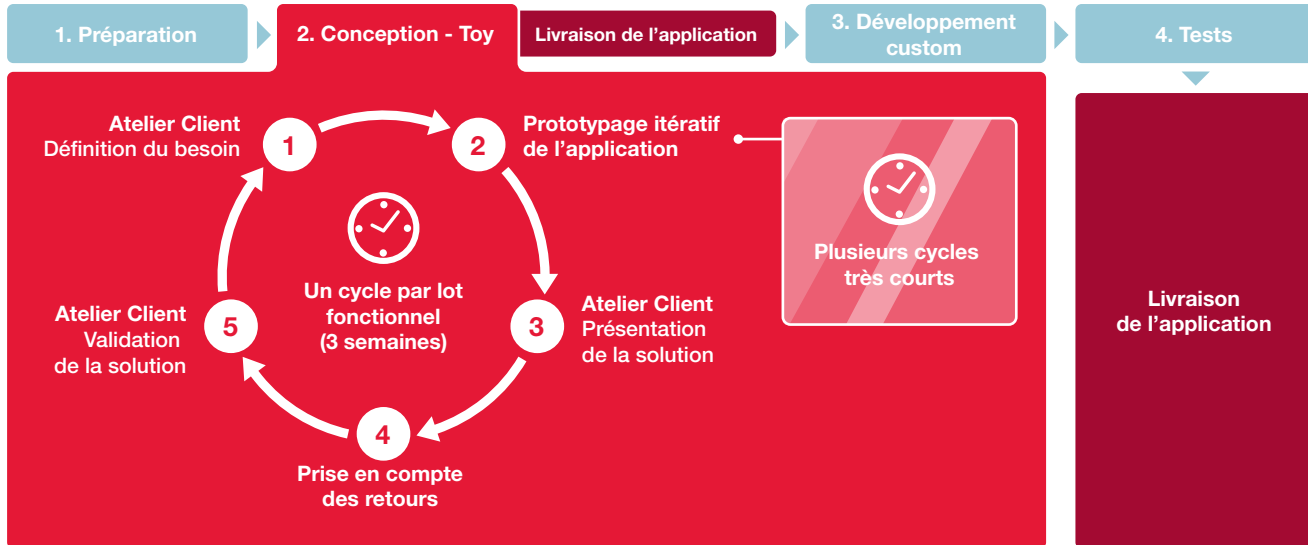 1. Préparation
2. Conception - Toy
Livraison de l’application
3. Développement
custom
4. Tests
Atelier Client
Définition du besoin
1
2
Prototypage itératif
de l’application
Plusieurs cycles
très courts
Un cycle par lot
fonctionnel
(3 semaines)
3
Atelier Client
Présentation
de la solution
4
Prise en compte
des retours
Atelier Client
Validation
de la solution
5
Livraison
de l’application